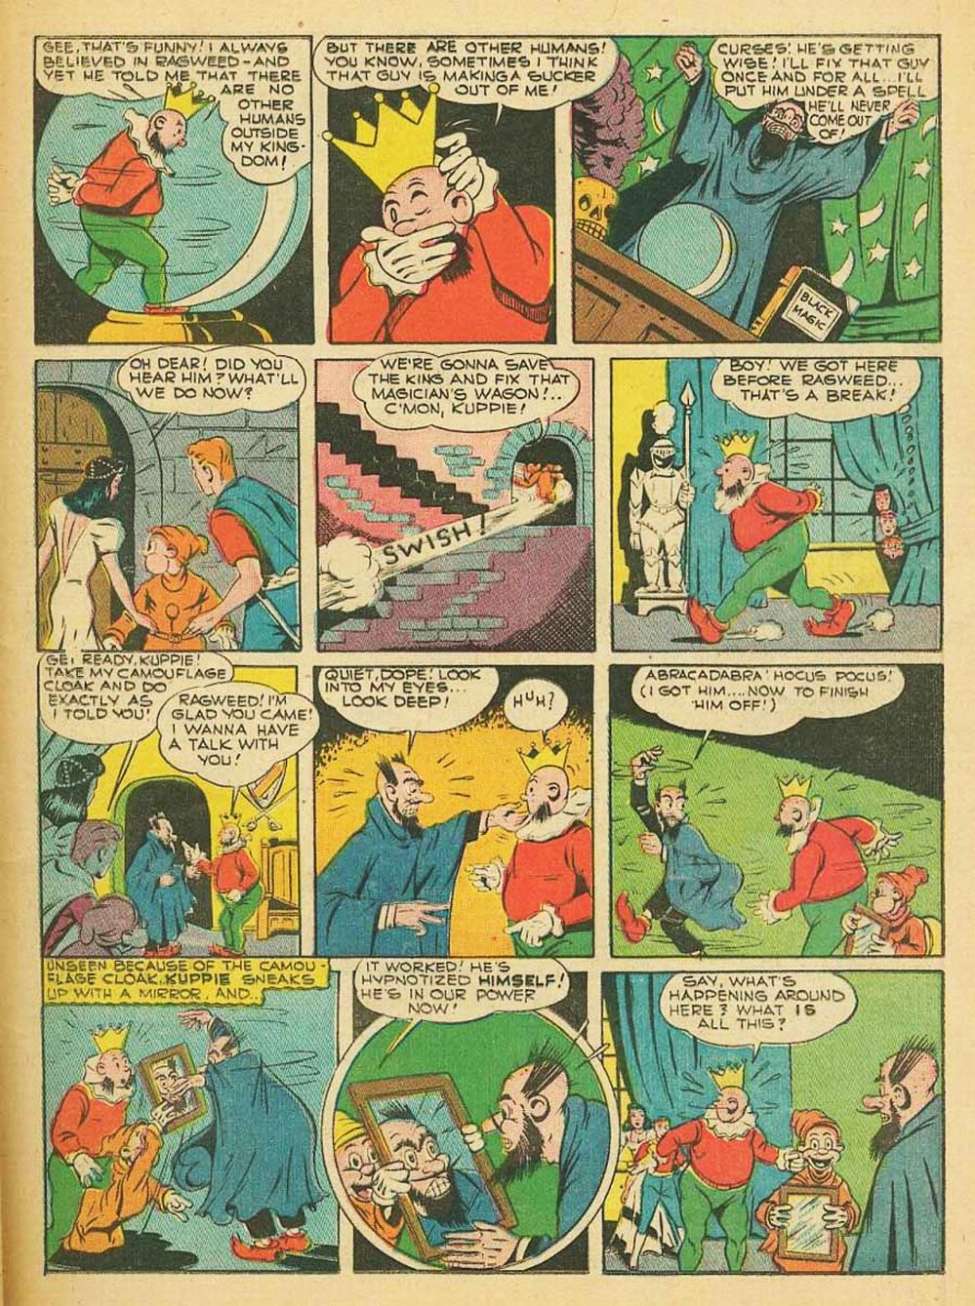 GEE, THAT'S FUNNY! I ALWAYS
BELIEVED IN RAGWEED - AND
YET HE TOLD ME THAT THERE
ARE NO
OTHER
HUMANS
OUTSIDE
MY KING-
DOM!
BUT THERE ARE OTHER HUMANS!
YOU KNOW, SOMETIMES I THINK
THAT GUY IS MAKING A SUCKER
OUT OF ME!
CURSES! HE'S GETTING
WISE! I'LL FIX THAT GUY
ONCE AND FOR ALL...I'LL
PUT HIM UNDER A SPELL
HE'LL NEVER
COME OUT
OF!
BLACK
MAGIC
OH DEAR! DID YOU
HEAR HIM? WHAT'LL
WE DO NOW?
WE'RE GONNA SAVE
THE KING AND FIX THAT
MAGICIAN'S WAGON!..
C'MON, KUPPIE!
SWISH!
BOY! WE GOT HERE
BEFORE RAGWEED...
THAT'S A BREAK!
GET READY, KUPPIE!
TAKE MY CAMOUFLAGE
CLOAK AND DO
EXACTLY AS
I TOLD YOU!
RAGWEED! I'M
GLAD YOU CAME!
I WANNA HAVE
A TALK WITH
YOU!
QUIET, DOPE! LOOK
INTO MY EYES...
LOOK DEEP!
HUH?
ABRACADABRA! HOCUS POCUS!
(I GOT HIM....NOW TO FINISH
HIM OFF!)
UNSEEN BECAUSE OF THE CAMOU-
FLAGE CLOAK, KUPPIE SNEAKS
UP WITH A MIRROR, AND..
IT WORKED! HE'S
HYPNOTIZED HIMSELF!
HE'S IN OUR POWER
NOW!
SAY, WHAT'S
HAPPENING AROUND
HERE? WHAT IS
ALL THIS?